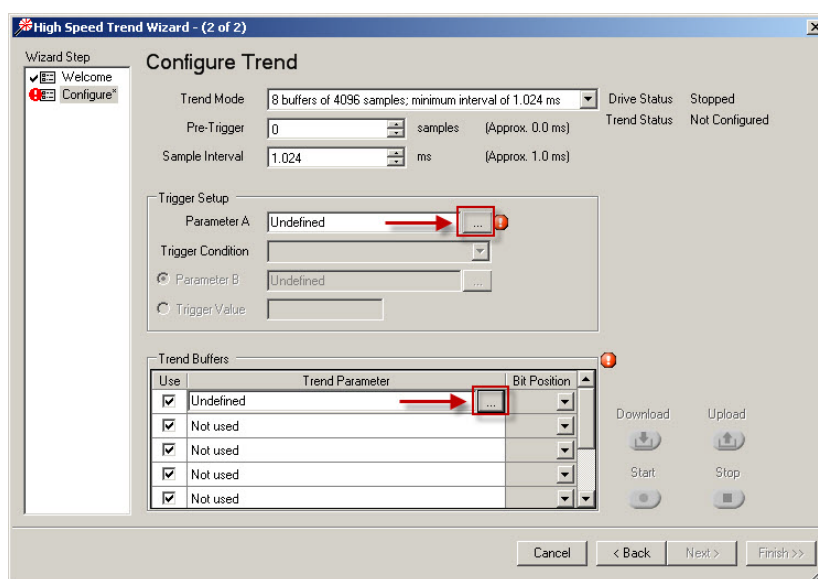 High Speed Trend Wizard - (2 of 2)
Wizard Step
Welcome
Configure*
Configure Trend
Trend Mode 8 buffers of 4096 samples; minimum interval of 1.024 ms Drive Status Stopped
Pre-Trigger 0 samples (Approx. 0.0 ms) Trend Status Not Configured
Sample Interval 1.024 ms (Approx. 1.0 ms)
Trigger Setup
Parameter A Undefined ...
Trigger Condition
Parameter B Undefined ...
Trigger Value
Trend Buffers
Use Trend Parameter Bit Position
Undefined ...
Not used
Not used
Not used
Not used
Download Upload
Start Stop
Cancel < Back Next > Finish >>